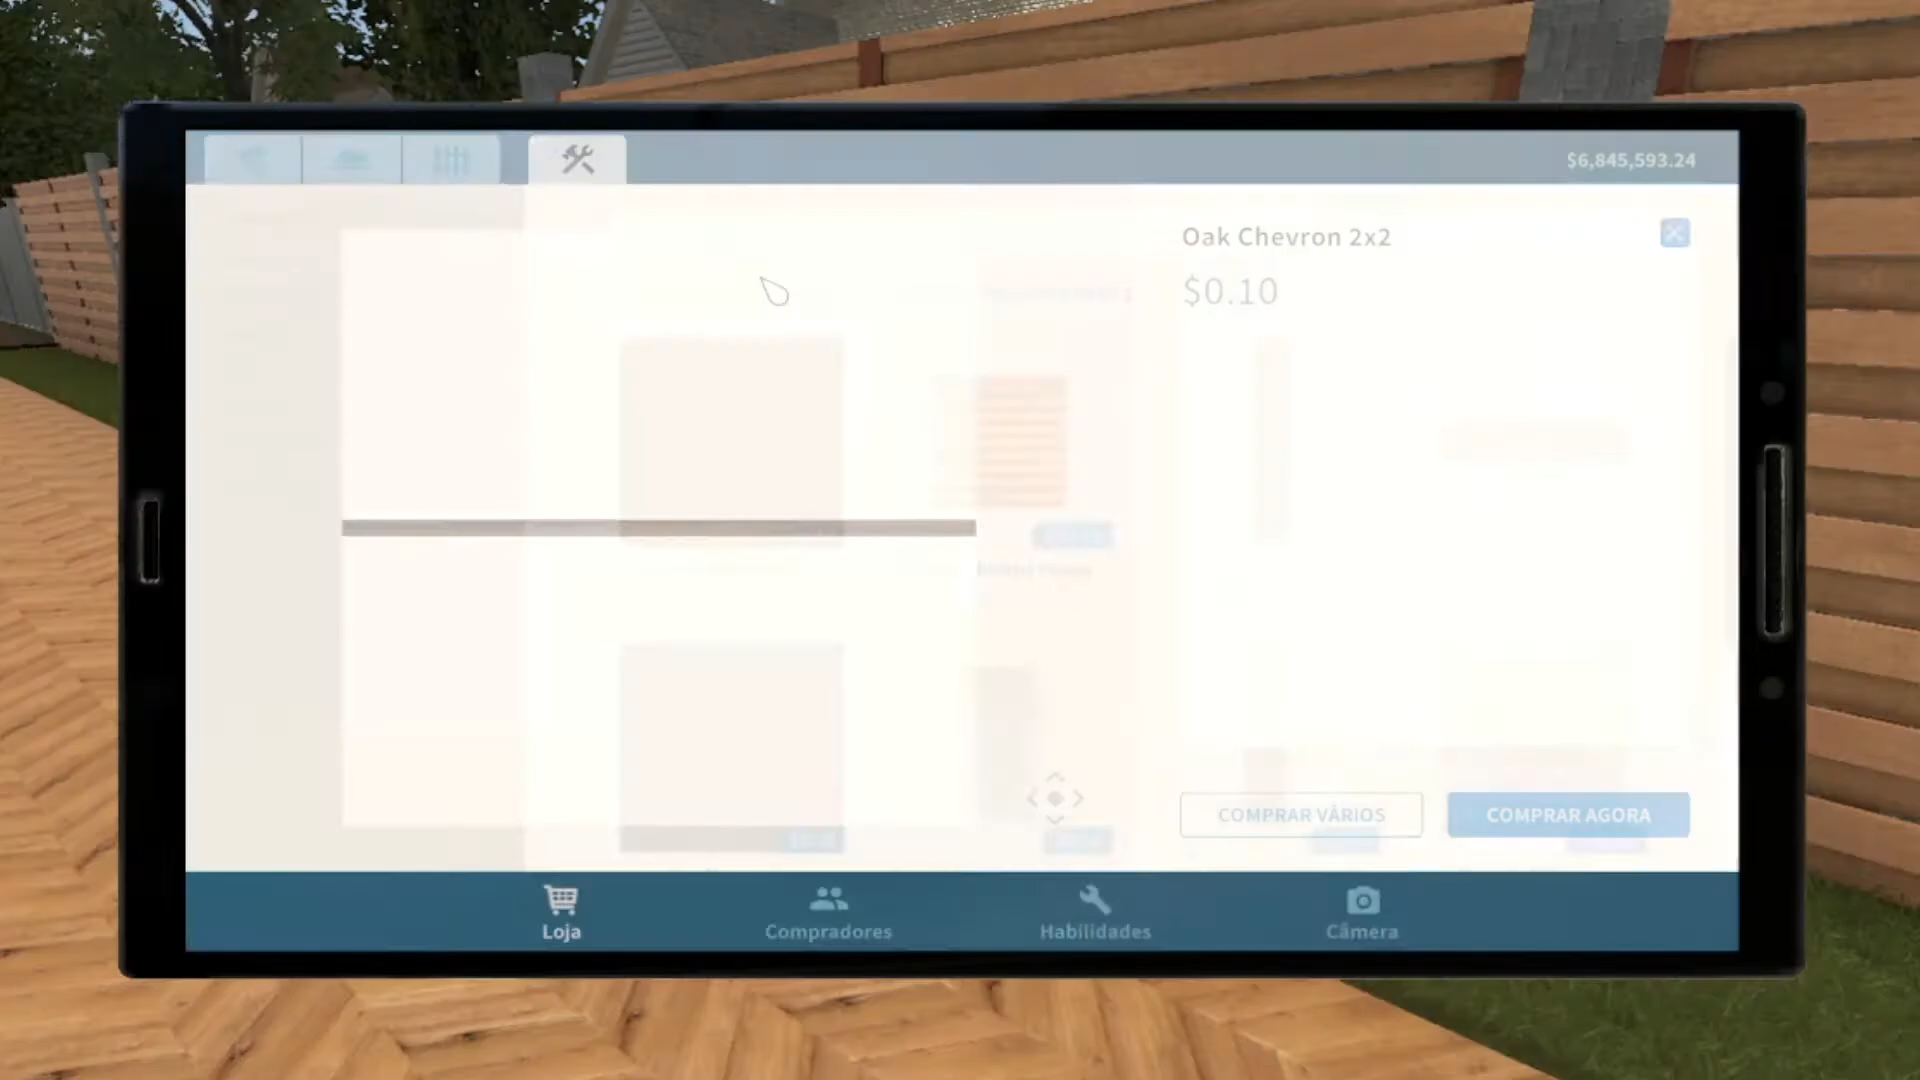 $6,845,593.24
Oak Chevron 2x2
$0.10
COMPRAR VÁRIOS
COMPRAR AGORA
Loja
Compradores
Habilidades
Câmera